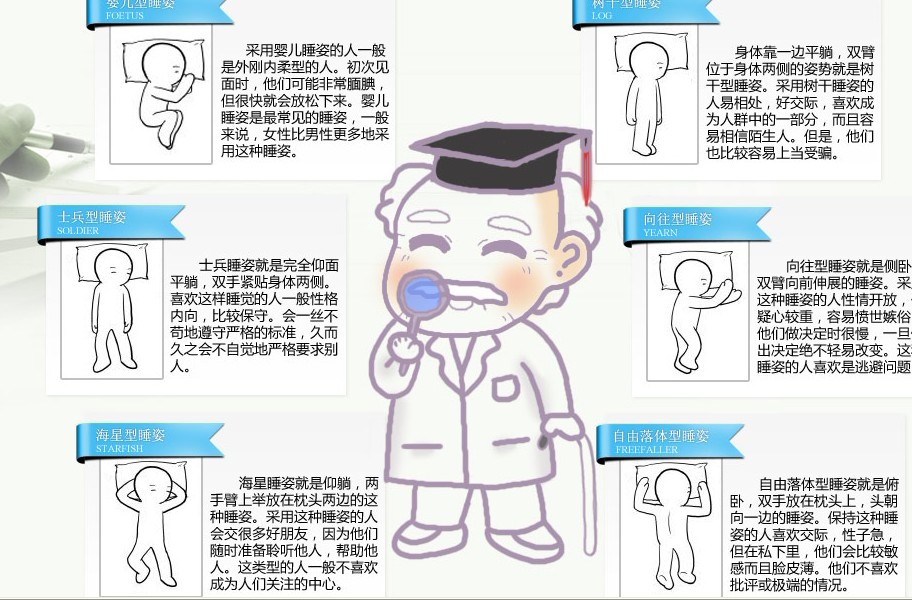 婴儿型睡姿
FOETUS
采用婴儿睡姿的人一般
是外刚内柔型的人。初次见
面时，他们可能非常腼腆，
但很快就会放松下来。婴儿
睡姿是最常见的睡姿，一般
来说，女性比男性更多地采
用这种睡姿。
树干型睡姿
LOG
身体靠一边平躺，双臂
位于身体两侧的姿势就是树
干型睡姿。采用树干睡姿的
人易相处，好交际，喜欢成
为人群中的一部分，而且容
易相信陌生人。但是，他们
也比较容易上当受骗。
士兵型睡姿
SOLDIER
士兵睡姿就是完全仰面
平躺，双手紧贴身体两侧。
喜欢这样睡觉的人一般性格
内向，比较保守。会一丝不
苟地遵守严格的标准，久而
久之会不自觉地严格要求别
人。
向往型睡姿
YEARN
向往型睡姿就是侧卧
双臂向前伸展的睡姿。采
这种睡姿的人性情开放，
疑心较重，容易愤世嫉俗
他们做决定时很慢，一旦
出决定绝不轻易改变。这
睡姿的人喜欢是逃避问题
海星型睡姿
STARFISH
海星睡姿就是仰躺，两
手臂上举放在枕头两边的这
种睡姿。采用这种睡姿的人
会交很多好朋友，因为他们
随时准备聆听他人，帮助他
人。这类型的人一般不喜欢
成为人们关注的中心。
自由落体型睡姿
FREEFALLER
自由落体型睡姿就是俯
卧，双手放在枕头上，头朝
向一边的睡姿。保持这种睡
姿的人喜欢交际，性子急，
但在私下里，他们会比较敏
感而且脸皮薄。他们不喜欢
批评或极端的情况。